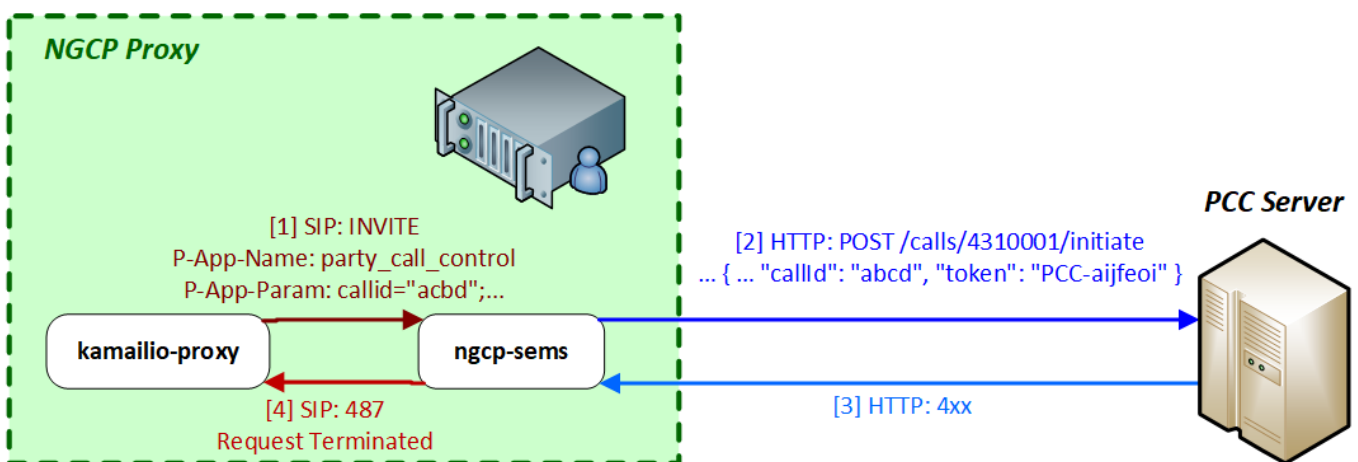 NGCP Proxy
[1] SIP: INVITE
P-App-Name: party_call_control
P-App-Param: callid="acbd";...
kamailio-proxy
ngcp-sems
[4] SIP: 487
Request Terminated
PCC Server
[2] HTTP: POST /calls/4310001/initiate
... { ... "callId": "abcd", "token": "PCC-aijfeoi" }
[3] HTTP: 4xx